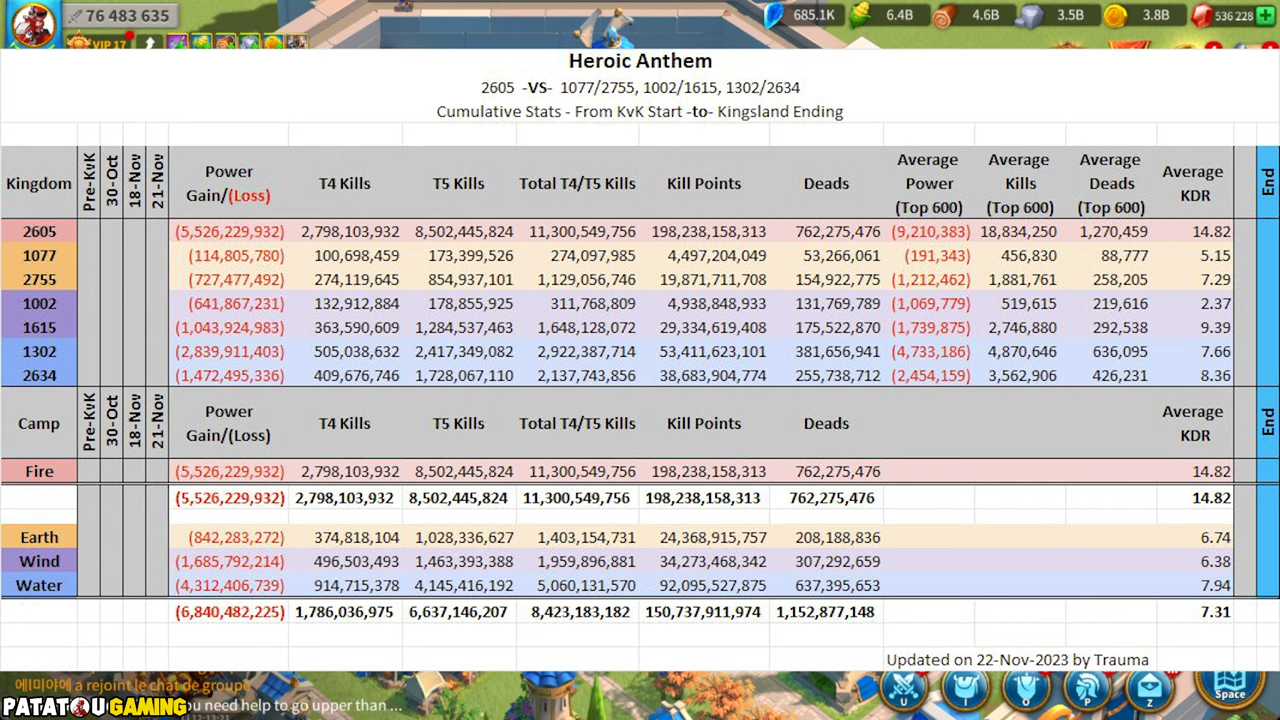 76 483 635
685.1K 6.4B 4.6B 3.5B 3.8B 536 228
VIP 17
Heroic Anthem
2605 -VS- 1077/2755, 1002/1615, 1302/2634
Cumulative Stats - From KvK Start -to- Kingsland Ending
Kingdom Pre-KvK 30-Oct 18-Nov 21-Nov Power Gain/(Loss) T4 Kills T5 Kills Total T4/T5 Kills Kill Points Deads Average Power (Top 600) Average Kills (Top 600) Average Deads (Top 600) Average KDR End
2605 (5,526,229,932) 2,798,103,932 8,502,445,824 11,300,549,756 198,238,158,313 762,275,476 (9,210,383) 18,834,250 1,270,459 14.82
1077 (114,805,780) 100,698,459 173,399,526 274,097,985 4,497,204,049 53,266,061 (191,343) 456,830 88,777 5.15
2755 (727,477,492) 274,119,645 854,937,101 1,129,056,746 19,871,711,708 154,922,775 (1,212,462) 1,881,761 258,205 7.29
1002 (641,867,231) 132,912,884 178,855,925 311,768,809 4,938,848,933 131,769,789 (1,069,779) 519,615 219,616 2.37
1615 (1,043,924,983) 363,590,609 1,284,537,463 1,648,128,072 29,334,619,408 175,522,870 (1,739,875) 2,746,880 292,538 9.39
1302 (2,839,911,403) 505,038,632 2,417,349,082 2,922,387,714 53,411,623,101 381,656,941 (4,733,186) 4,870,646 636,095 7.66
2634 (1,472,495,336) 409,676,746 1,728,067,110 2,137,743,856 38,683,904,774 255,738,712 (2,454,159) 3,562,906 426,231 8.36
Camp Pre-KvK 30-Oct 18-Nov 21-Nov Power Gain/(Loss) T4 Kills T5 Kills Total T4/T5 Kills Kill Points Deads Average KDR End
Fire (5,526,229,932) 2,798,103,932 8,502,445,824 11,300,549,756 198,238,158,313 762,275,476 14.82
(5,526,229,932) 2,798,103,932 8,502,445,824 11,300,549,756 198,238,158,313 762,275,476 14.82
Earth (842,283,272) 374,818,104 1,028,336,627 1,403,154,731 24,368,915,757 208,188,836 6.74
Wind (1,685,792,214) 496,503,493 1,463,393,388 1,959,896,881 34,273,468,342 307,292,659 6.38
Water (4,312,406,739) 914,715,378 4,145,416,192 5,060,131,570 92,095,527,875 637,395,653 7.94
(6,840,482,225) 1,786,036,975 6,637,146,207 8,423,183,182 150,737,911,974 1,152,877,148 7.31
Updated on 22-Nov-2023 by Trauma
에|미야에 a rejoint le chat de groupe
PATATOU GAMING
you need help to go upper than ...
U I O P Z Space